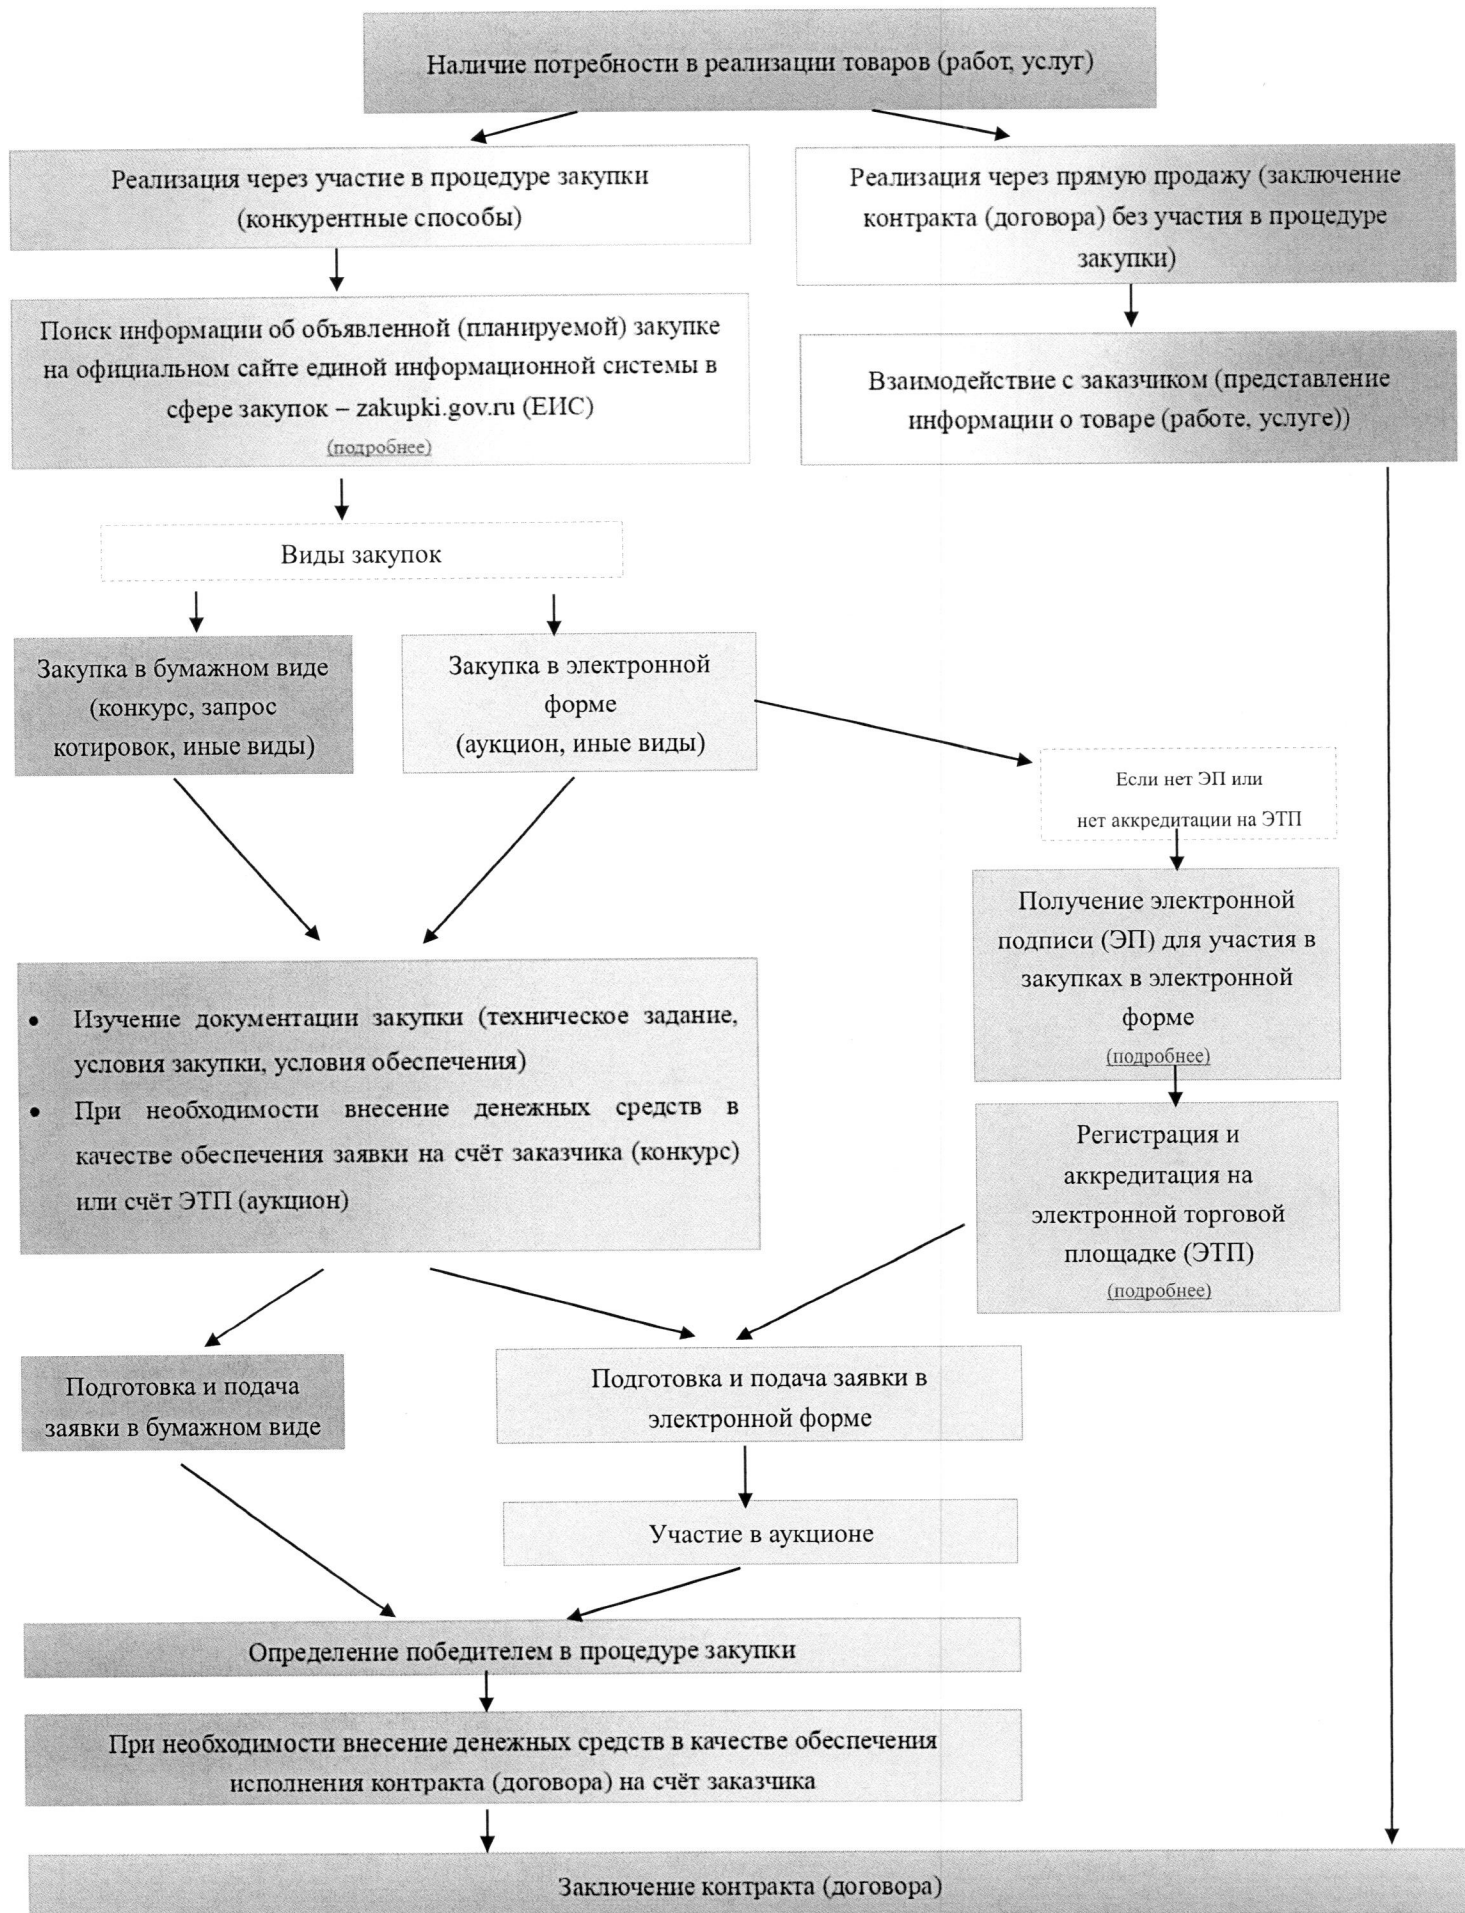 Наличие потребности в реализации товаров (работ, услуг)
Реализация через участие в процедуре закупки
(конкурентные способы)
Реализация через прямую продажу (заключение
контракта (договора) без участия в процедуре
закупки)
Поиск информации об объявленной (планируемой) закупке
на официальном сайте единой информационной системы в
сфере закупок – zakupki.gov.ru (ЕИС)
(подробнее)
Взаимодействие с заказчиком (представление
информации о товаре (работе, услуге))
Виды закупок
Закупка в бумажном виде
(конкурс, запрос
котировок, иные виды)
Закупка в электронной
форме
(аукцион, иные виды)
Если нет ЭП или
нет аккредитации на ЭТП
Получение электронной
подписи (ЭП) для участия в
закупках в электронной
форме
(подробнее)
• Изучение документации закупки (техническое задание,
условия закупки, условия обеспечения)
• При необходимости внесение денежных средств в
качестве обеспечения заявки на счёт заказчика (конкурс)
или счёт ЭТП (аукцион)
Регистрация и
аккредитация на
электронной торговой
площадке (ЭТП)
(подробнее)
Подготовка и подача
заявки в бумажном виде
Подготовка и подача заявки в
электронной форме
Участие в аукционе
Определение победителем в процедуре закупки
При необходимости внесение денежных средств в качестве обеспечения
исполнения контракта (договора) на счёт заказчика
Заключение контракта (договора)